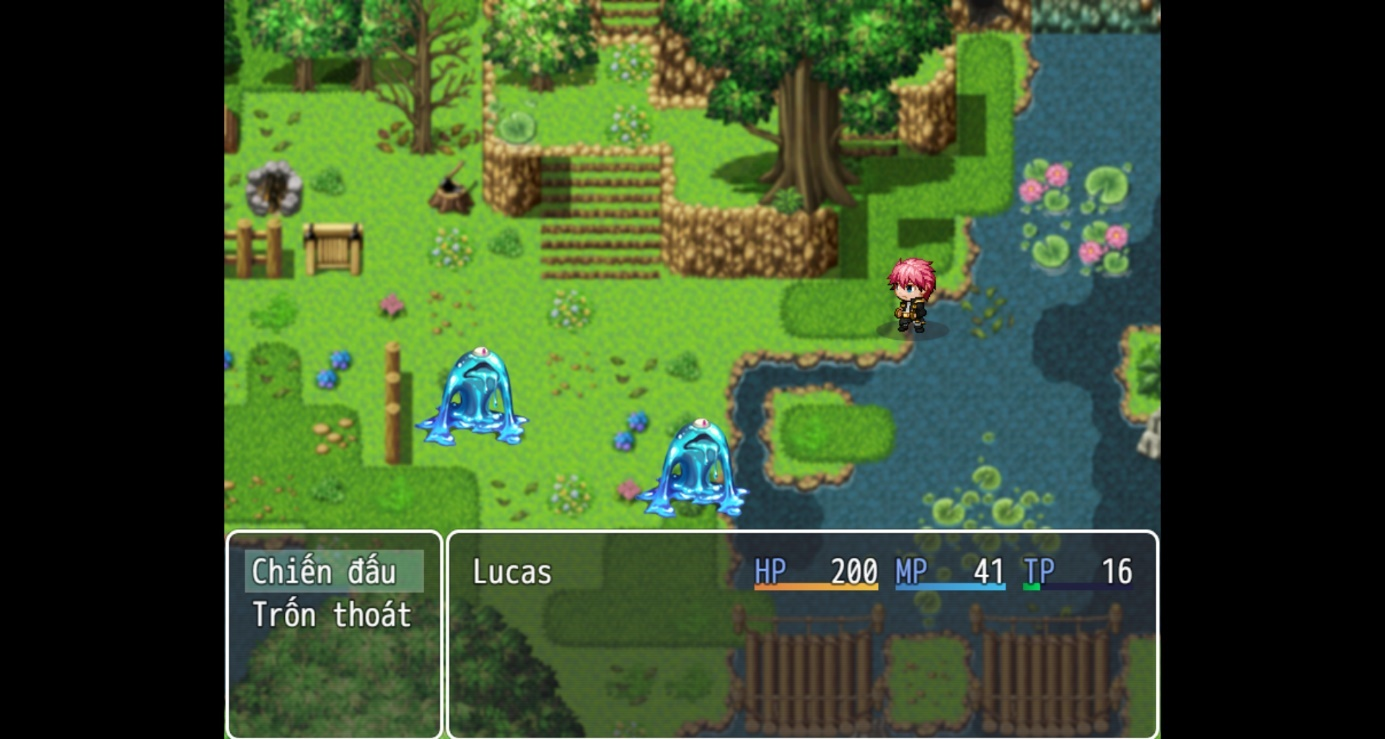 Chiến đấu
Trốn thoát
Lucas HP 200 MP 41 TP 16